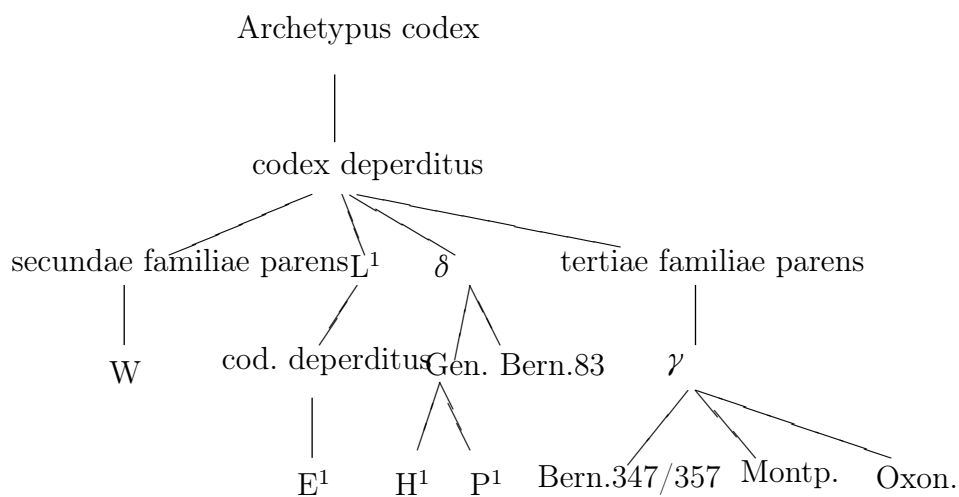 Archetypus codex
codex deperditus
secundae familiae parens L¹ δ tertiae familiae parens
W cod. deperditus Gen. Bern.83 γ
E¹ H¹ P¹ Bern.347/357 Montp. Oxon.